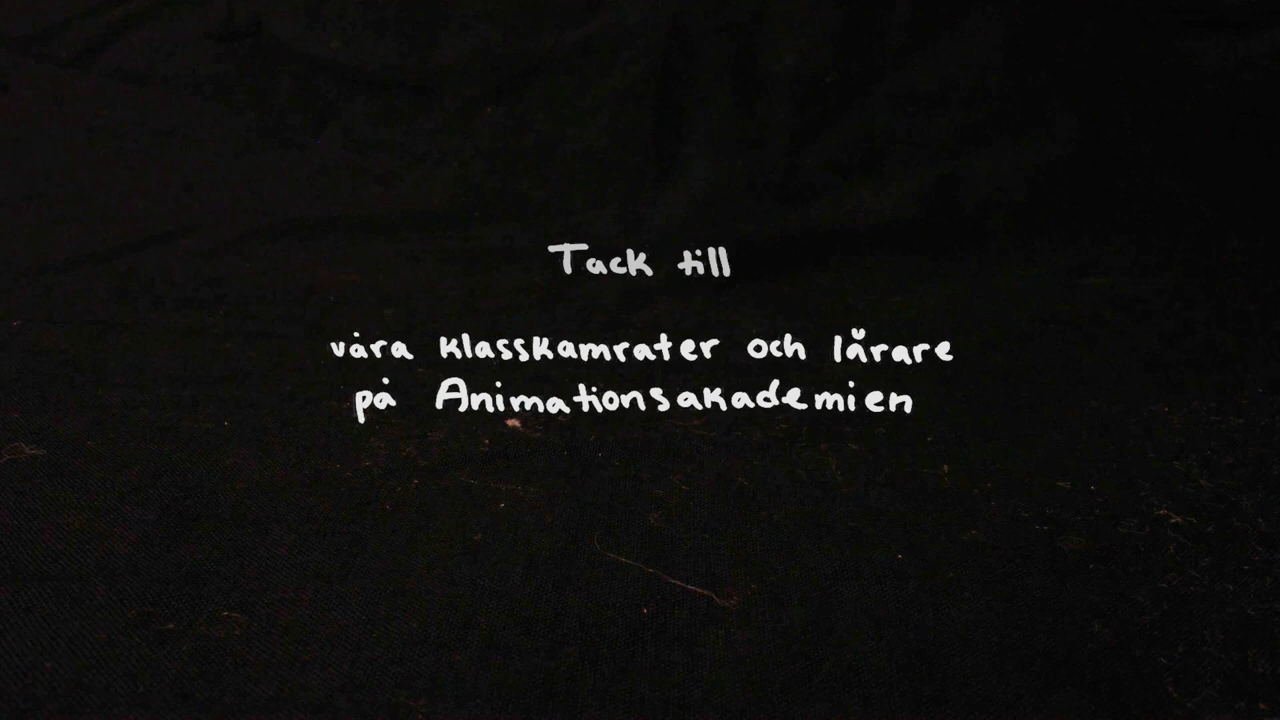 Tack till
våra klasskamrater och lärare
på Animationsakademien